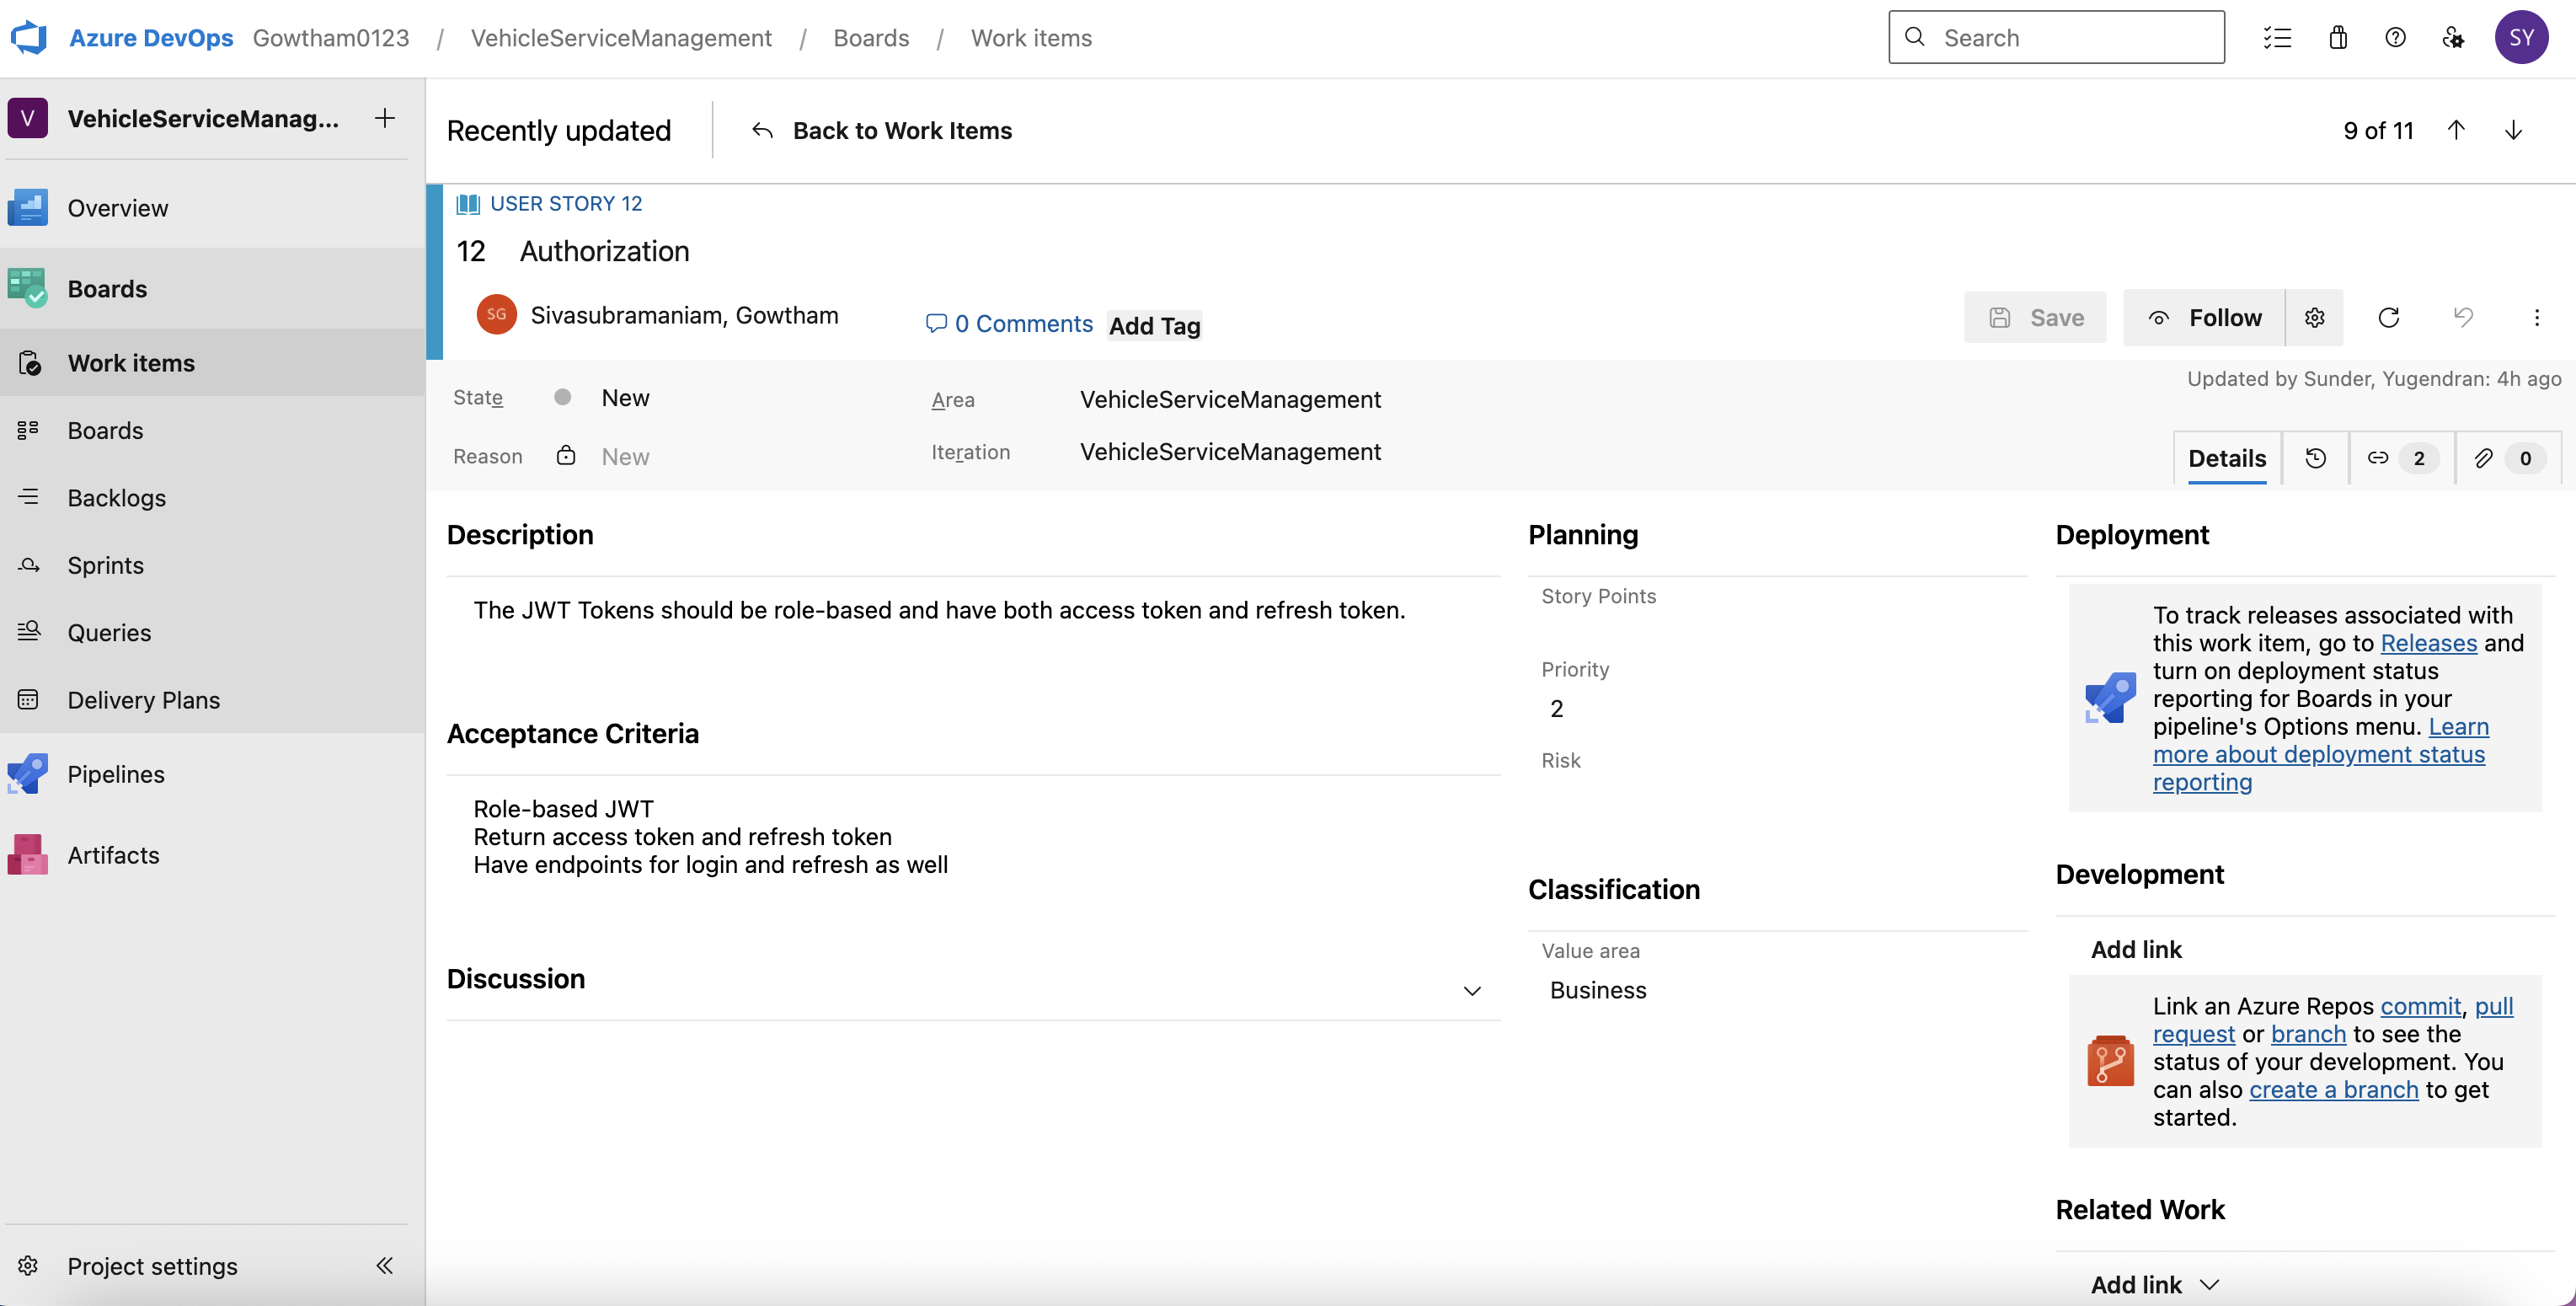 Azure DevOps Gowtham0123 / VehicleServiceManagement / Boards / Work items
Search
SY
V VehicleServiceManag...
Overview
Boards
Work items
Boards
Backlogs
Sprints
Queries
Delivery Plans
Pipelines
Artifacts
Project settings
Recently updated
Back to Work Items
9 of 11
USER STORY 12
12 Authorization
SG Sivasubramaniam, Gowtham
0 Comments
Add Tag
Save
Follow
State New
Area VehicleServiceManagement
Updated by Sunder, Yugendran: 4h ago
Reason New
Iteration VehicleServiceManagement
Details 2 0
Description
The JWT Tokens should be role-based and have both access token and refresh token.
Acceptance Criteria
Role-based JWT
Return access token and refresh token
Have endpoints for login and refresh as well
Discussion
Planning
Story Points
Priority
2
Risk
Classification
Value area
Business
Deployment
To track releases associated with
this work item, go to Releases and
turn on deployment status
reporting for Boards in your
pipeline's Options menu. Learn
more about deployment status
reporting
Development
Add link
Link an Azure Repos commit, pull
request or branch to see the
status of your development. You
can also create a branch to get
started.
Related Work
Add link